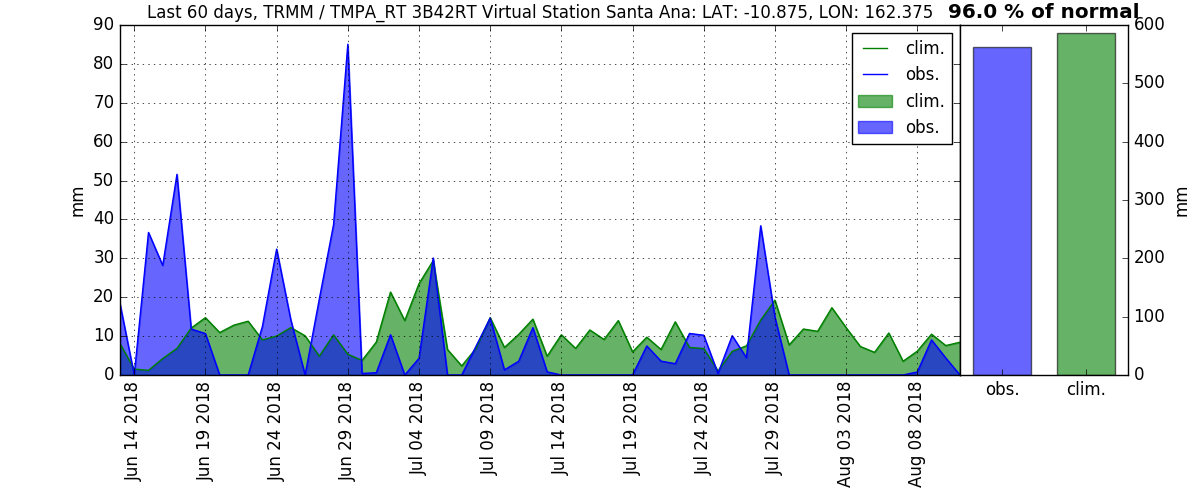 Last 60 days, TRMM / TMPA_RT 3B42RT Virtual Station Santa Ana: LAT: -10.875, LON: 162.375
96.0 % of normal
90
80
70
60
50
40
30
20
10
0
mm
clim.
obs.
clim.
obs.
Jun 14 2018
Jun 19 2018
Jun 24 2018
Jun 29 2018
Jul 04 2018
Jul 09 2018
Jul 14 2018
Jul 19 2018
Jul 24 2018
Jul 29 2018
Aug 03 2018
Aug 08 2018
600
500
400
300
200
100
0
mm
obs.
clim.